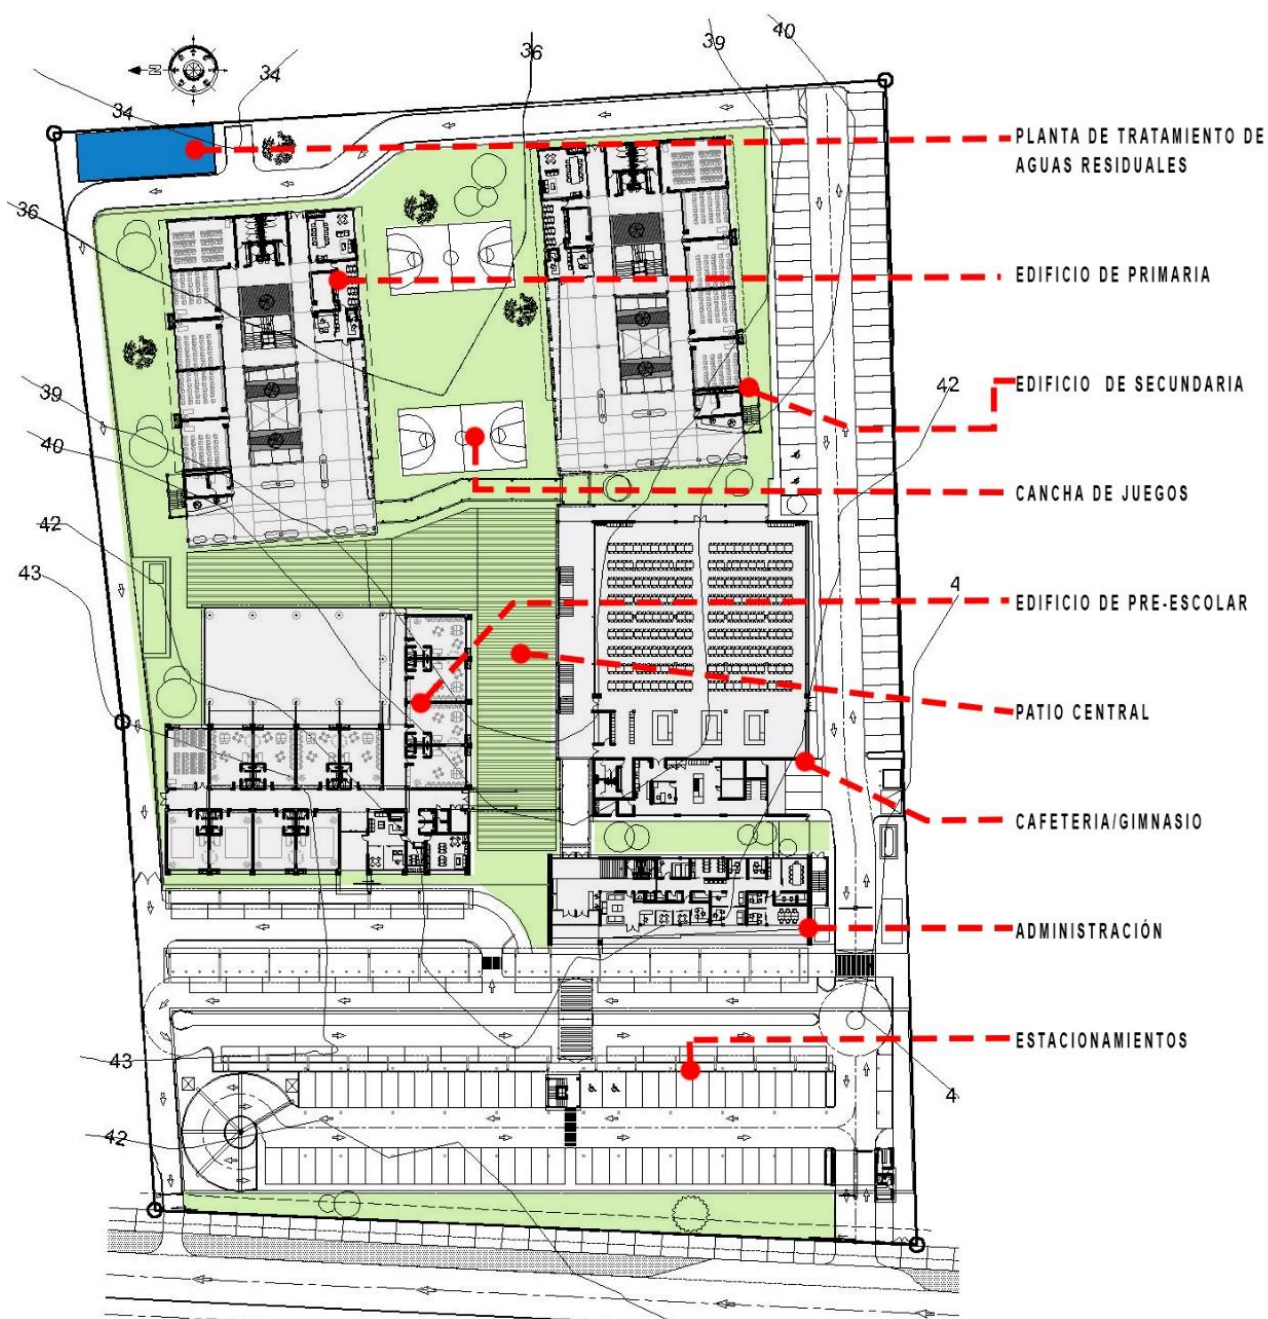 40
39
36
34
N
34
PLANTA DE TRATAMIENTO DE
AGUAS RESIDUALES
36
EDIFICIO DE PRIMARIA
39
42
EDIFICIO DE SECUNDARIA
40
CANCHA DE JUEGOS
42
43
4
EDIFICIO DE PRE-ESCOLAR
PATIO CENTRAL
CAFETERIA/GIMNASIO
ADMINISTRACIÓN
ESTACIONAMIENTOS
43
4
42